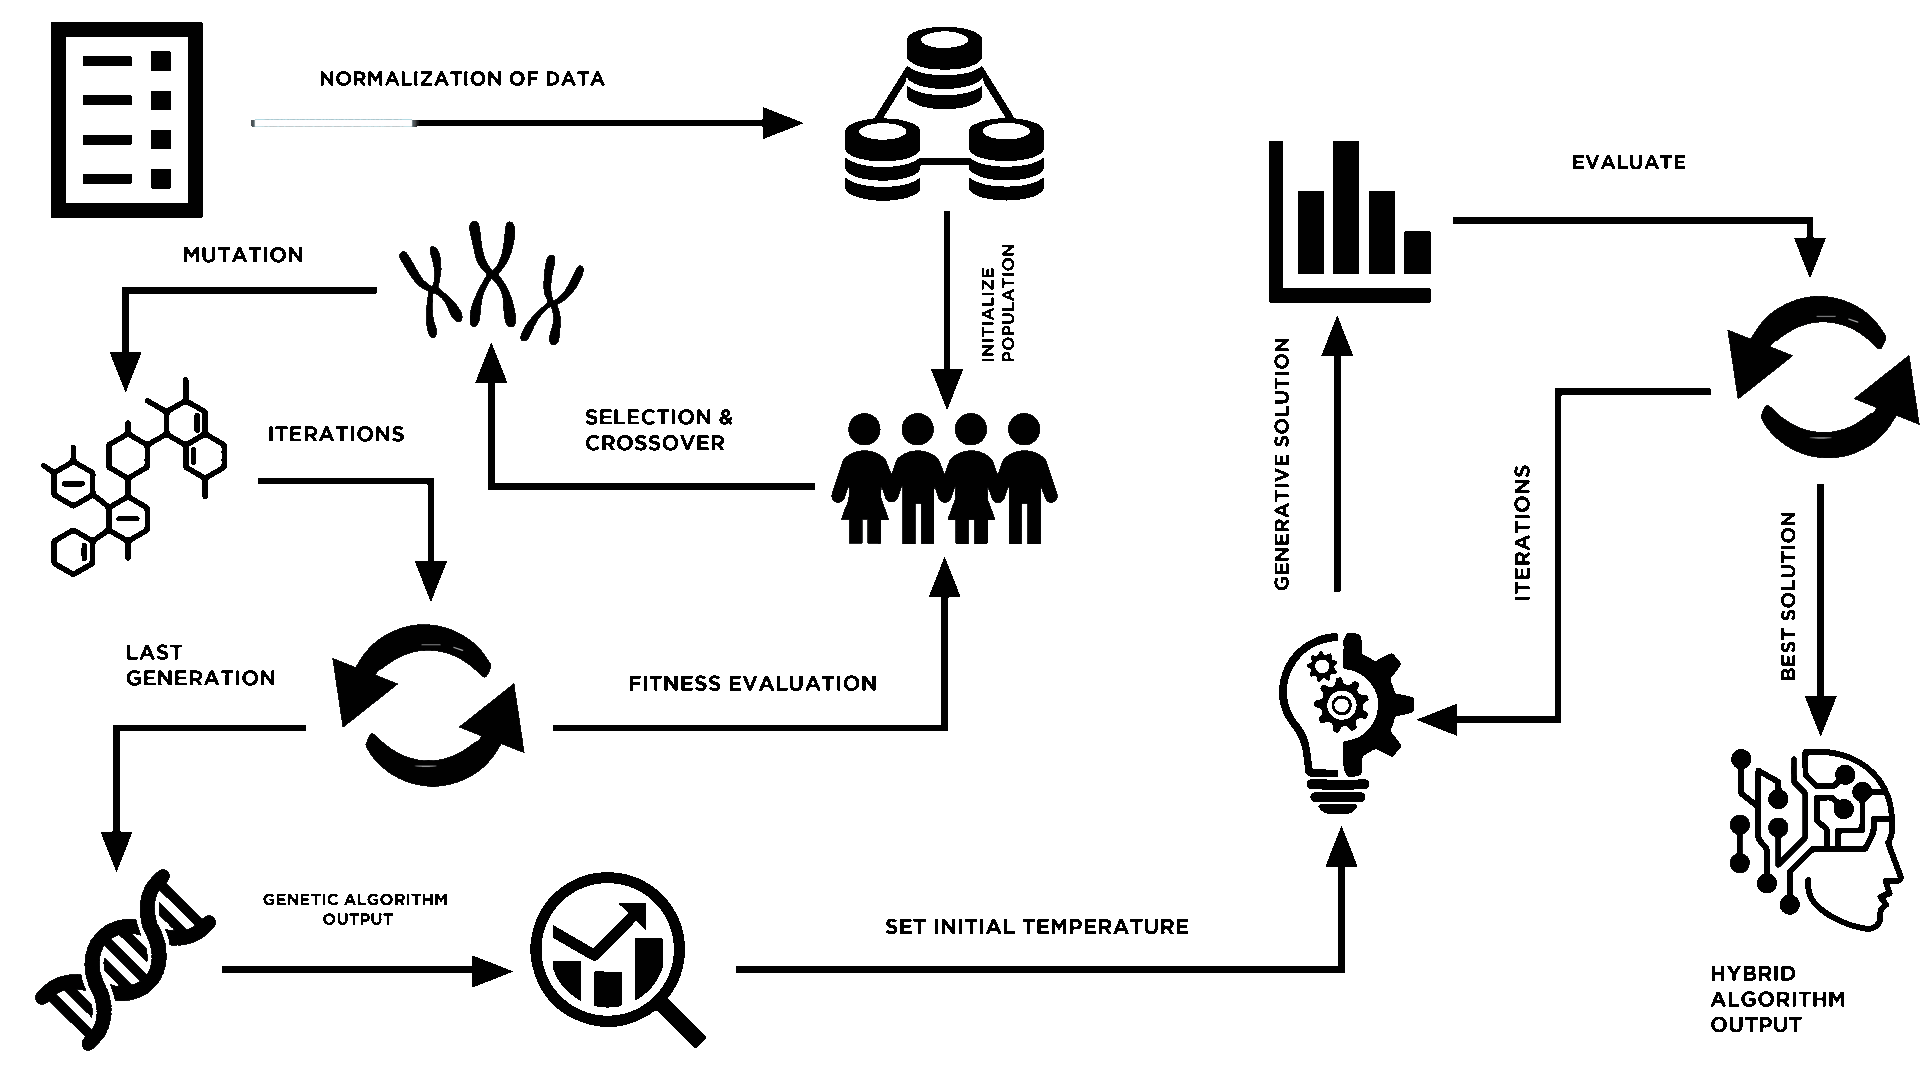 NORMALIZATION OF DATA
EVALUATE
MUTATION
INITIALIZE
POPULATION
SELECTION &
CROSSOVER
ITERATIONS
GENERATIVE SOLUTION
ITERATIONS
BEST SOLUTION
LAST
GENERATION
FITNESS EVALUATION
GENETIC ALGORITHM
OUTPUT
SET INITIAL TEMPERATURE
HYBRID
ALGORITHM
OUTPUT